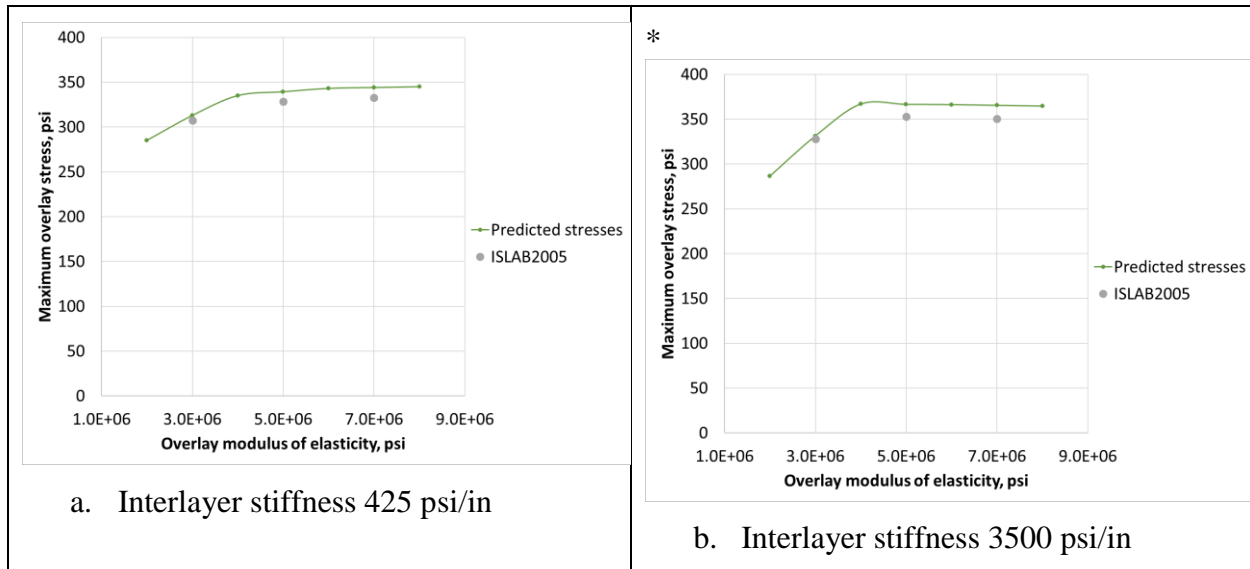 400
350
300
250
200
150
100
50
0
Maximum overlay stress, psi
1.0E+06 3.0E+06 5.0E+06 7.0E+06 9.0E+06
Overlay modulus of elasticity, psi
Predicted stresses
ISLAB2005
a. Interlayer stiffness 425 psi/in
*
400
350
300
250
200
150
100
50
0
Maximum overlay stress, psi
1.0E+06 3.0E+06 5.0E+06 7.0E+06 9.0E+06
Overlay modulus of elasticity, psi
Predicted stresses
ISLAB2005
b. Interlayer stiffness 3500 psi/in